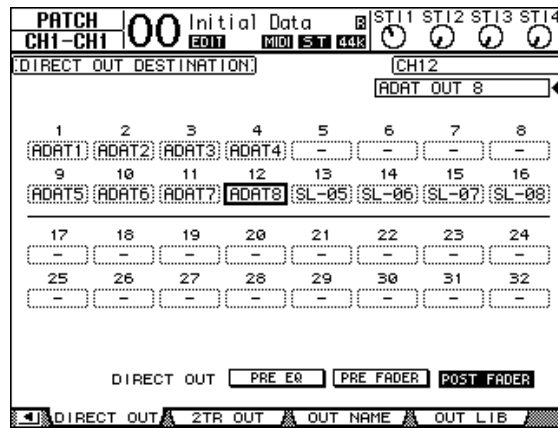 PATCH 00 Initial Data R STI1 STI2 STI3 STI4
CH1-CH1 EDIT MIDI ST 44k
DIRECT OUT DESTINATION CH12
ADAT OUT 8
1 2 3 4 5 6 7 8
ADAT1 ADAT2 ADAT3 ADAT4 - - - -
9 10 11 12 13 14 15 16
ADAT5 ADAT6 ADAT7 ADAT8 SL-05 SL-06 SL-07 SL-08
17 18 19 20 21 22 23 24
- - - - - - - -
25 26 27 28 29 30 31 32
- - - - - - - -
DIRECT OUT PRE EQ PRE FADER POST FADER
DIRECT OUT 2TR OUT OUT NAME OUT LIB